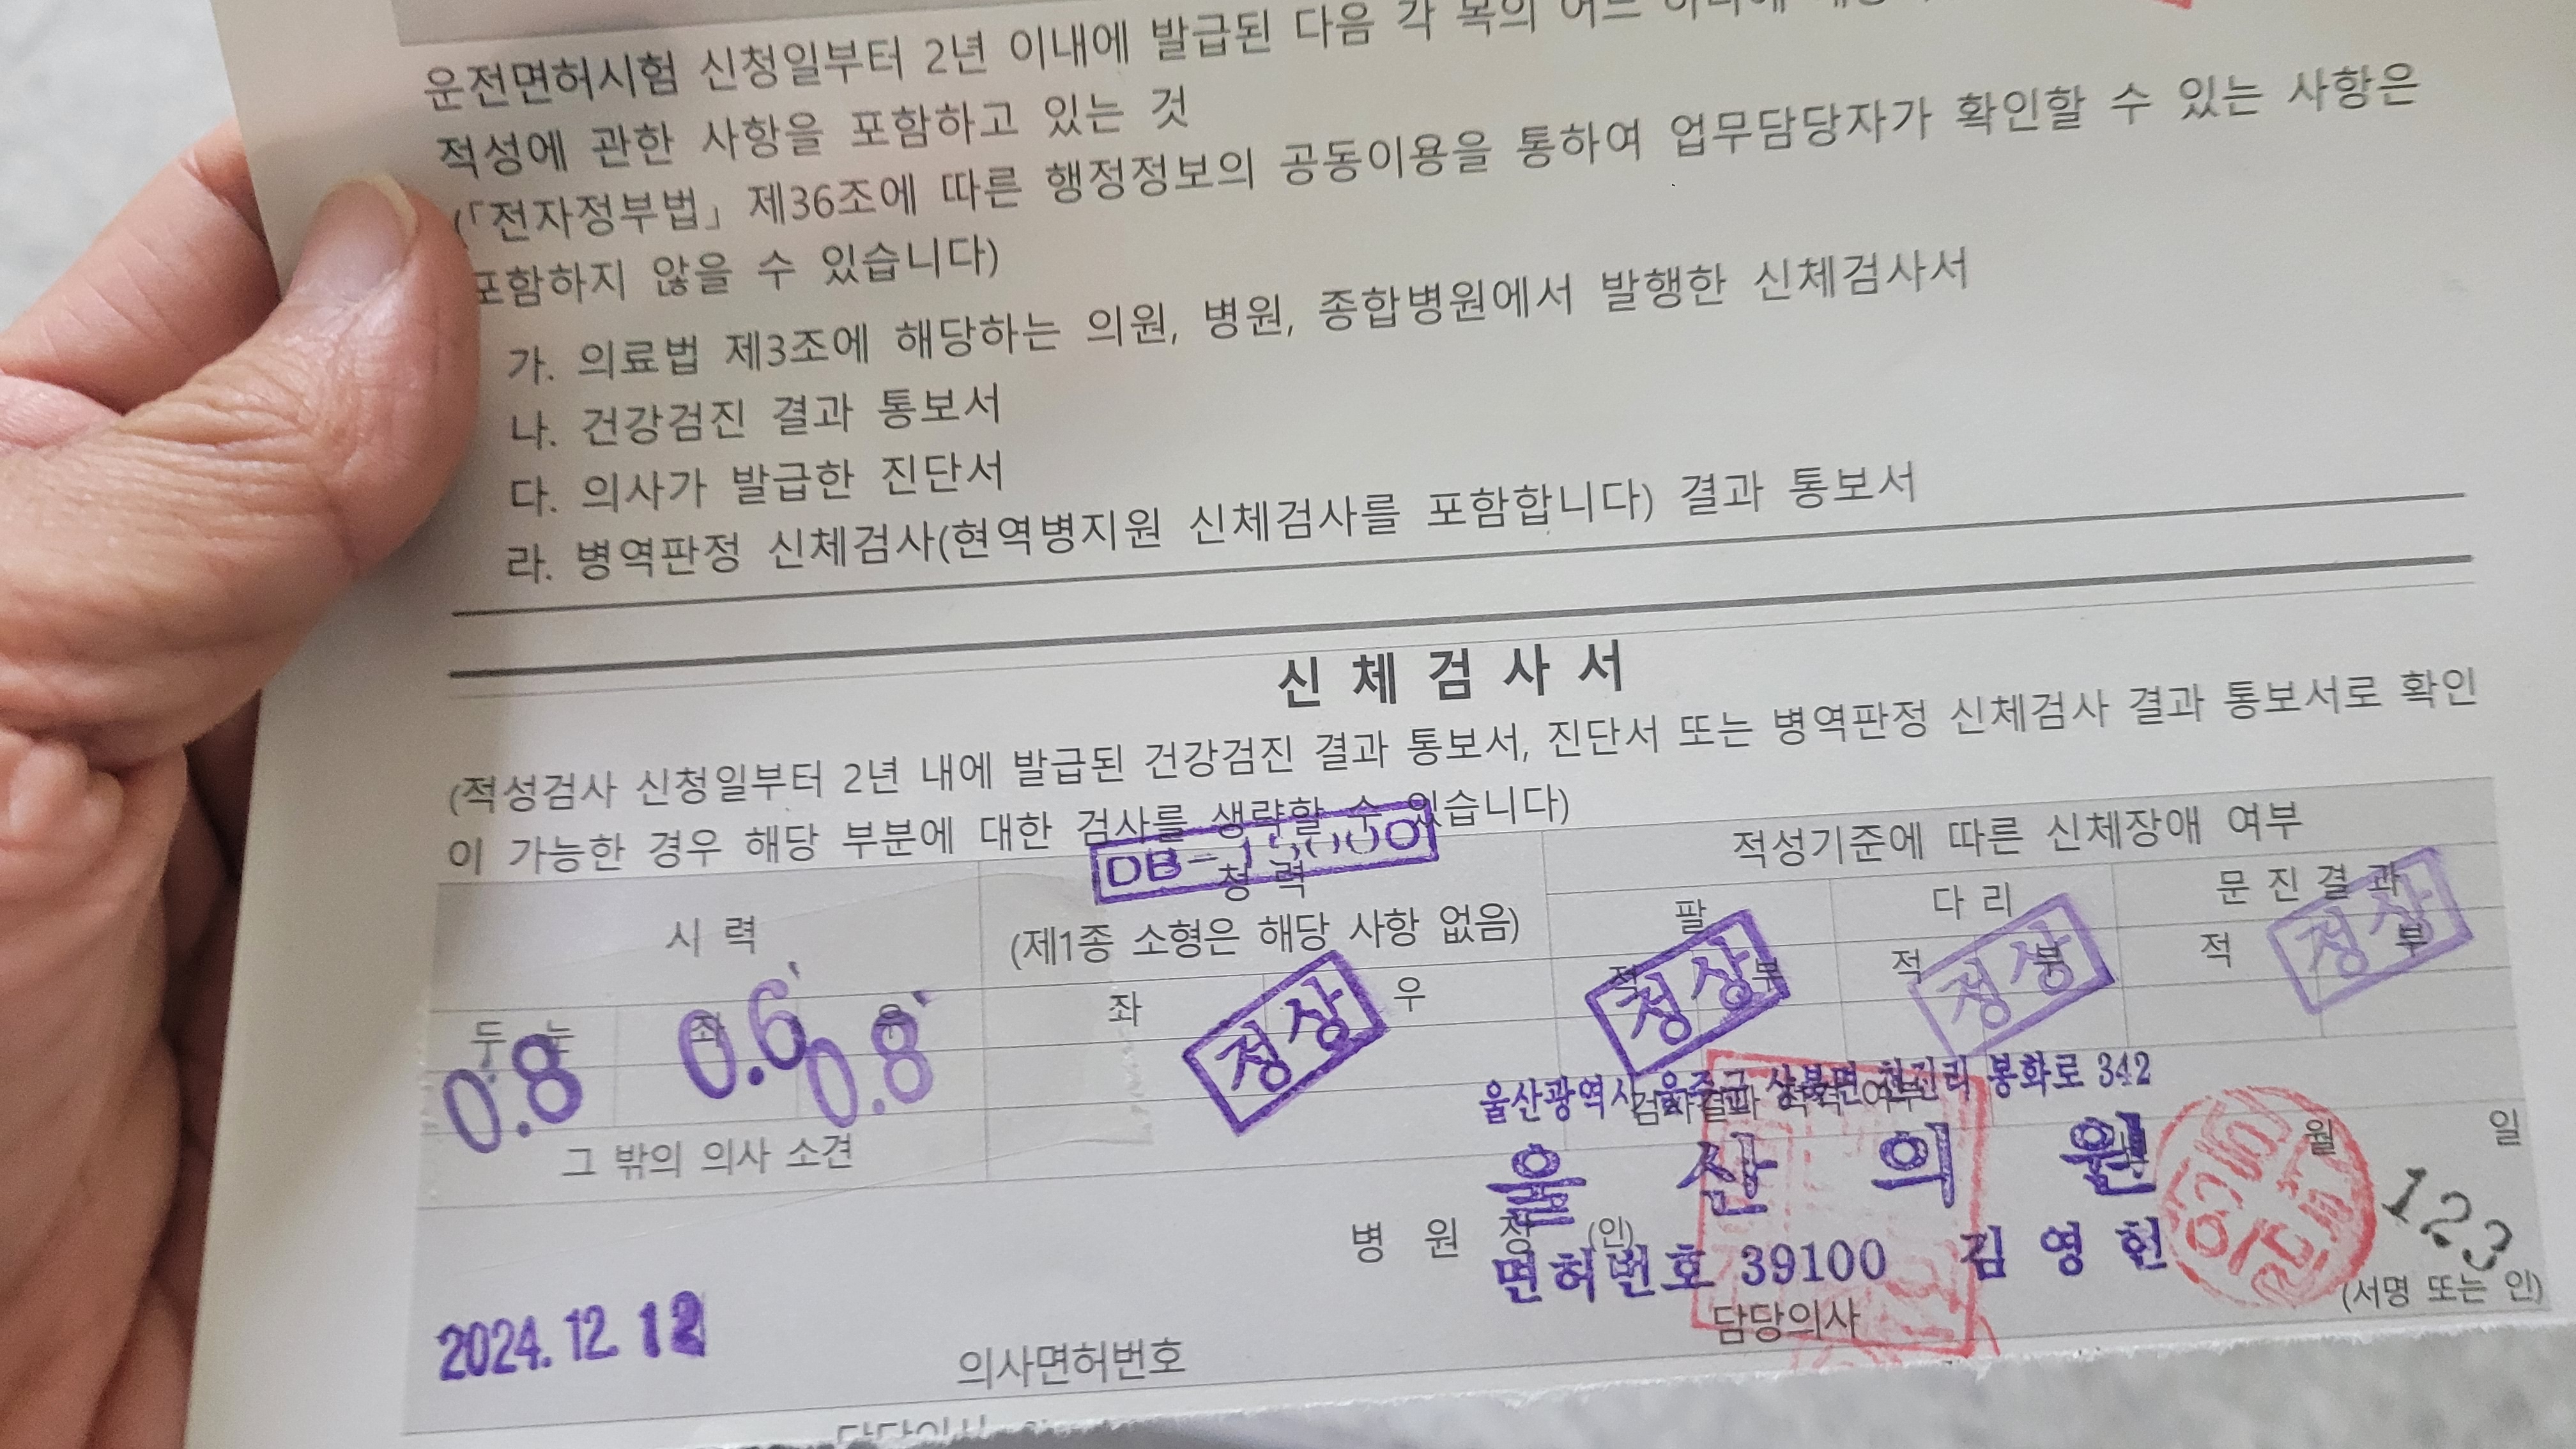 운전면허시험 신청일부터 2년 이내에 발급된 다음 각 목의
적성에 관한 사항을 포함하고 있는 것
(「전자정부법」 제36조에 따른 행정정보의 공동이용을 통하여 업무담당자가 확인할 수 있는 사항은
포함하지 않을 수 있습니다)
가. 의료법 제3조에 해당하는 의원, 병원, 종합병원에서 발행한 신체검사서
나. 건강검진 결과 통보서
다. 의사가 발급한 진단서
라. 병역판정 신체검사(현역병지원 신체검사를 포함합니다) 결과 통보서
신체검사서
(적성검사 신청일부터 2년 내에 발급된 건강검진 결과 통보서, 진단서 또는 병역판정 신체검사 결과 통보서로 확인
이 가능한 경우 해당 부분에 대한 검사를 생략할 수 있습니다)
DB-15000
시 력
청 력
(제1종 소형은 해당 사항 없음)
적성기준에 따른 신체장애 여부
팔
다 리
문 진 결 과
두 눈 좌 우
좌 우
적 부
적 부
적 부
0.8 0.6 0.8
정상
정상
정상
정상
울산광역시 울주군 상북면 천전리 봉화로 342
그 밖의 의사 소견
울 산 의 원
월 일
병 원 장 (인)
면허번호 39100 김 영 헌
123
(서명 또는 인)
2024. 12. 12
의사면허번호
담당의사